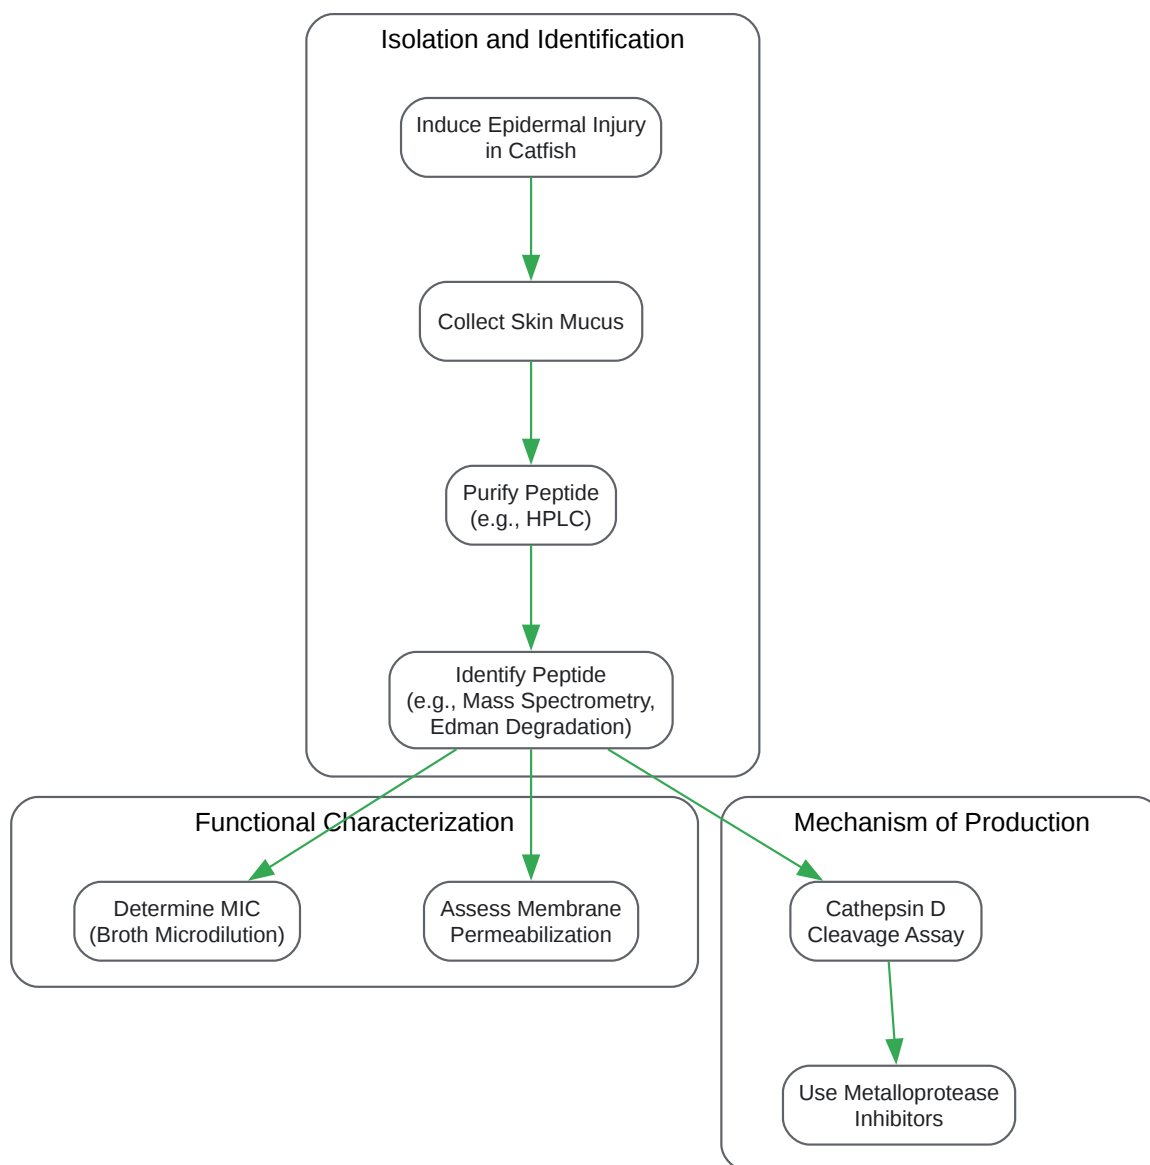 Isolation and Identification
Induce Epidermal Injury
in Catfish
Collect Skin Mucus
Purify Peptide
(e.g., HPLC)
Identify Peptide
(e.g., Mass Spectrometry,
Edman Degradation)
Functional Characterization
Determine MIC
(Broth Microdilution)
Assess Membrane
Permeabilization
Mechanism of Production
Cathepsin D
Cleavage Assay
Use Metalloprotease
Inhibitors